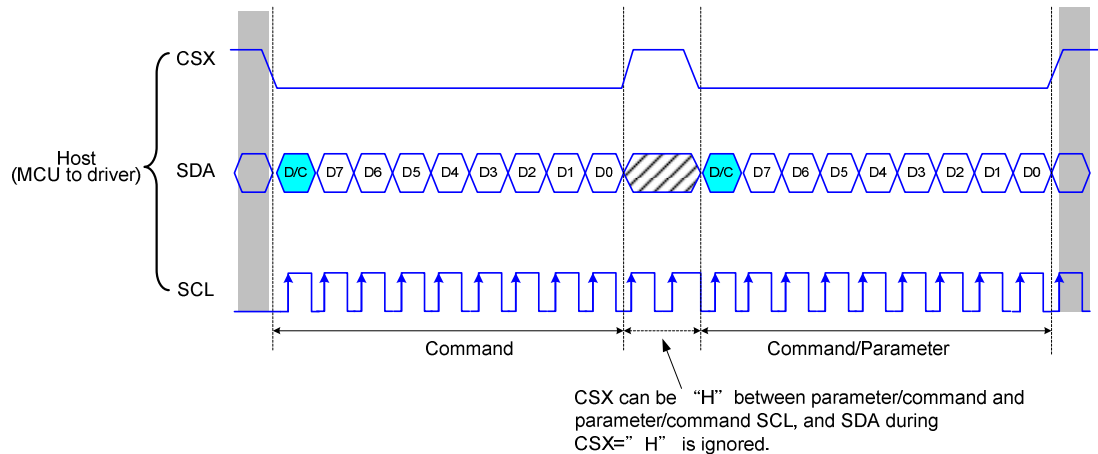 CSX
Host
(MCU to driver)
SDA
D/C D7 D6 D5 D4 D3 D2 D1 D0 D/C D7 D6 D5 D4 D3 D2 D1 D0
SCL
Command
Command/Parameter
CSX can be “H” between parameter/command and
parameter/command SCL, and SDA during
CSX=”H” is ignored.